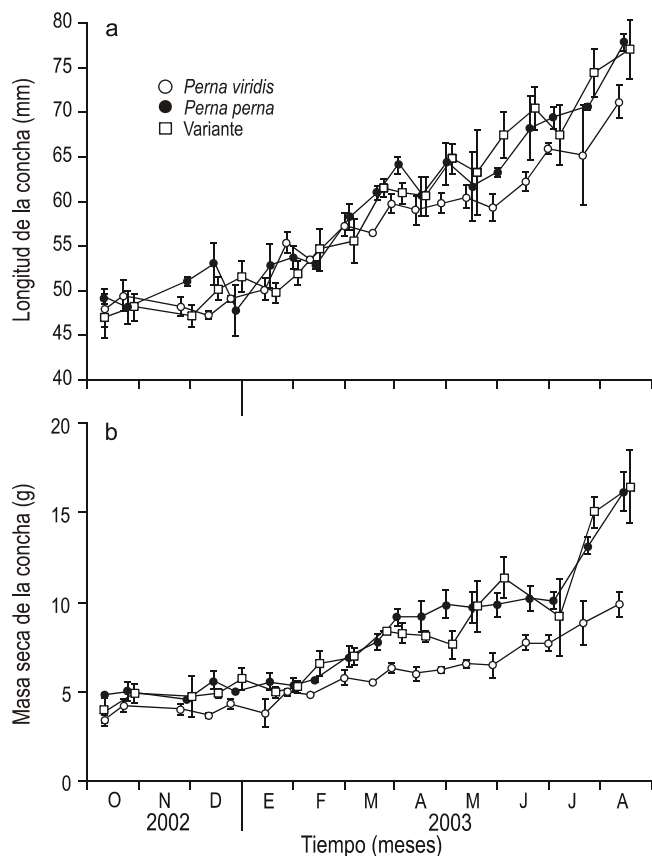 a
Longitud de la concha (mm)
80
75
70
65
60
55
50
45
40
Perna viridis
Perna perna
Variante
b
Masa seca de la concha (g)
20
15
10
5
0
O N D E F M A M J J A
2002 2003
Tiempo (meses)